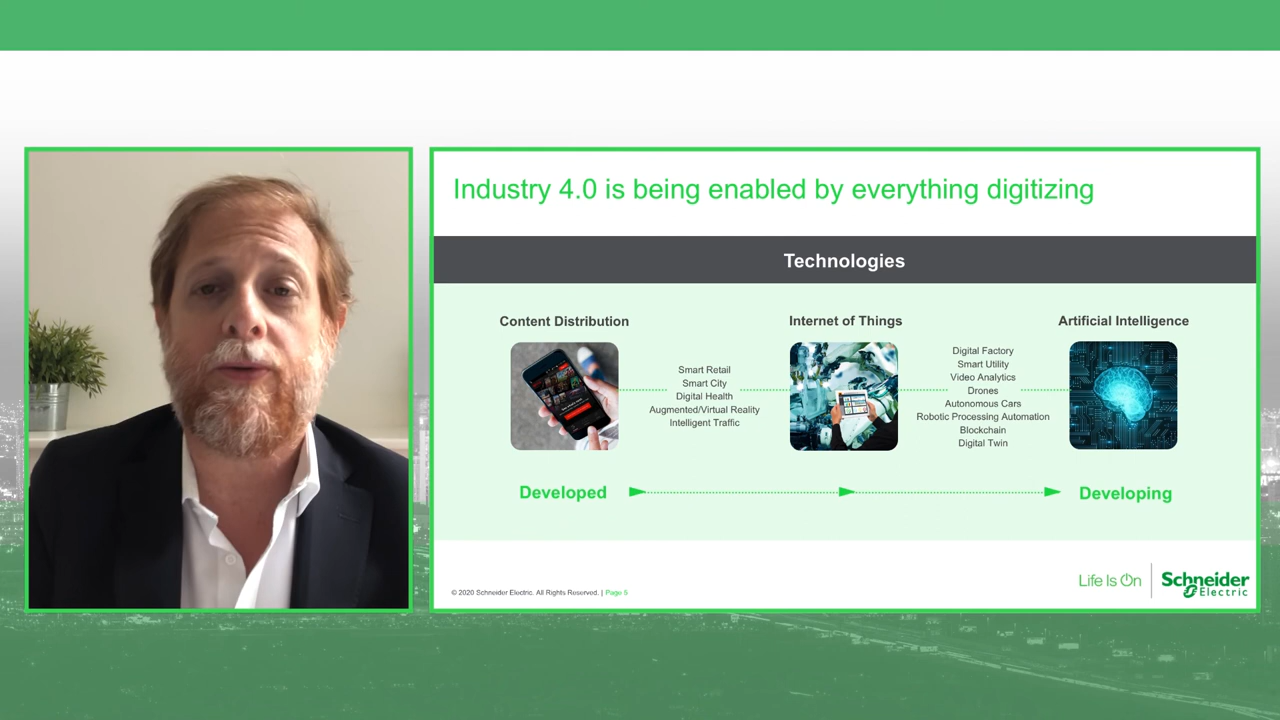 Industry 4.0 is being enabled by everything digitizing
Technologies
Content Distribution
Internet of Things
Artificial Intelligence
Smart Retail
Smart City
Digital Health
Augmented/Virtual Reality
Intelligent Traffic
Digital Factory
Smart Utility
Video Analytics
Drones
Autonomous Cars
Robotic Processing Automation
Blockchain
Digital Twin
Developed
Developing
© 2020 Schneider Electric. All Rights Reserved. | Page 5
Life Is On
Schneider
Electric